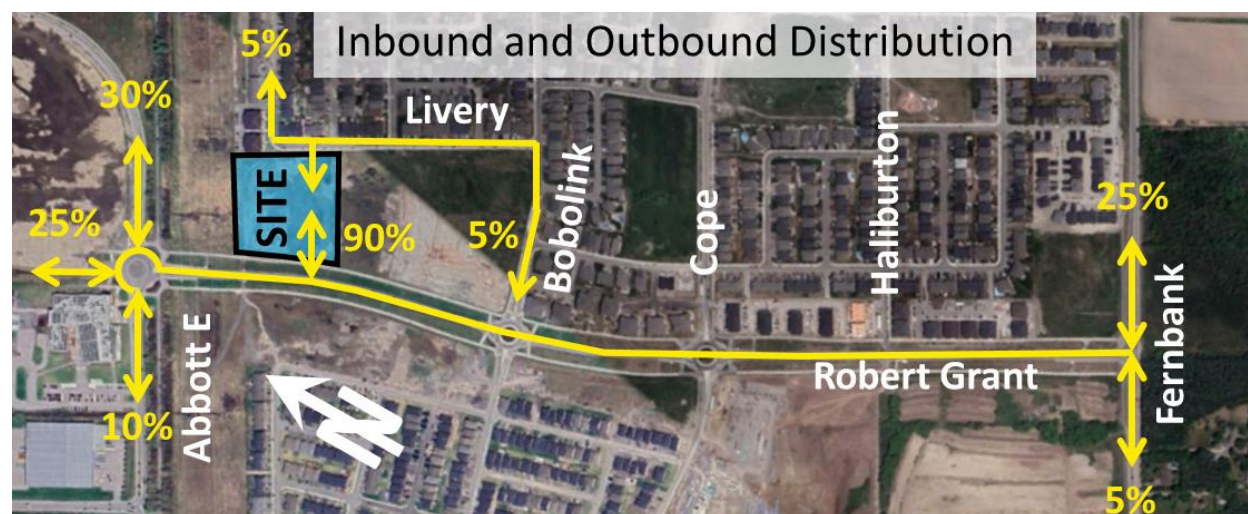 Inbound and Outbound Distribution
5%
30%
Livery
Bobolink
Haliburton
SITE
25%
25%
90%
5%
Cope
Abbott E
Fernbank
Robert Grant
10%
N
5%